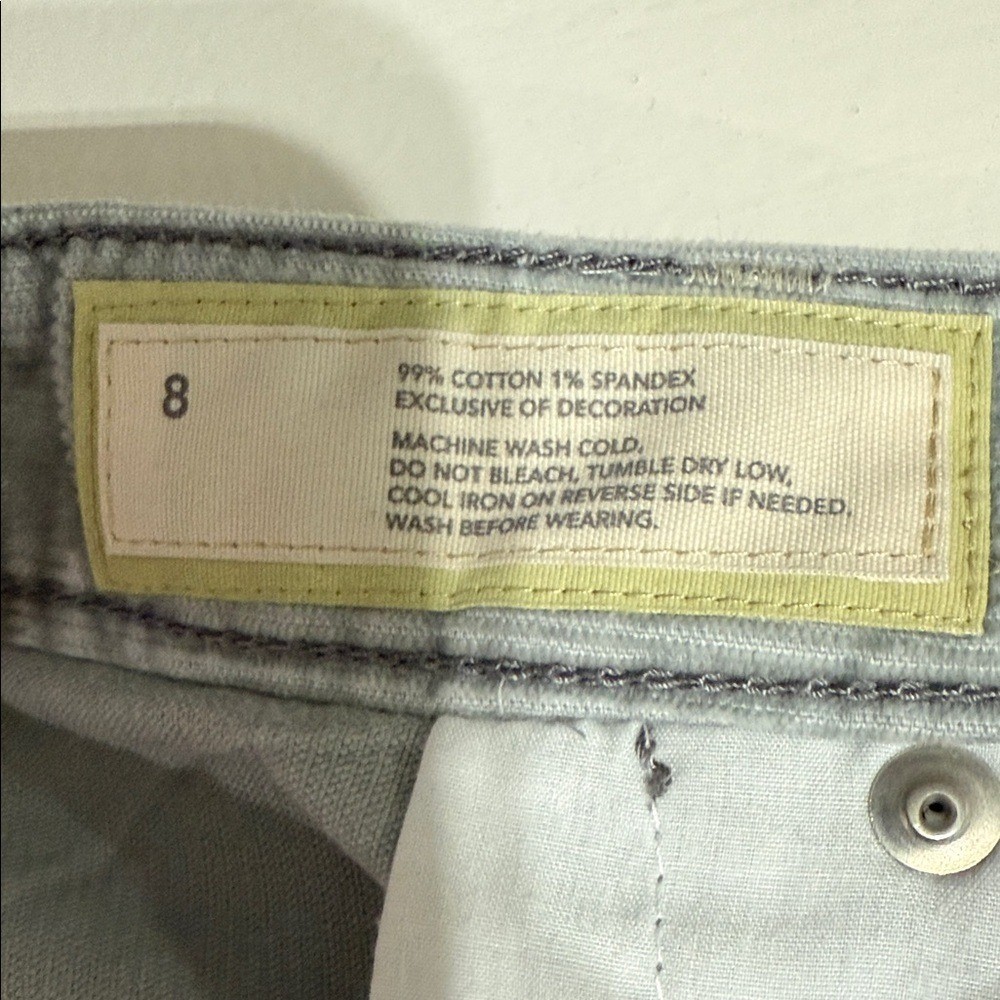 8
99% COTTON 1% SPANDEX
EXCLUSIVE OF DECORATION
MACHINE WASH COLD,
DO NOT BLEACH, TUMBLE DRY LOW,
COOL IRON ON REVERSE SIDE IF NEEDED.
WASH BEFORE WEARING.